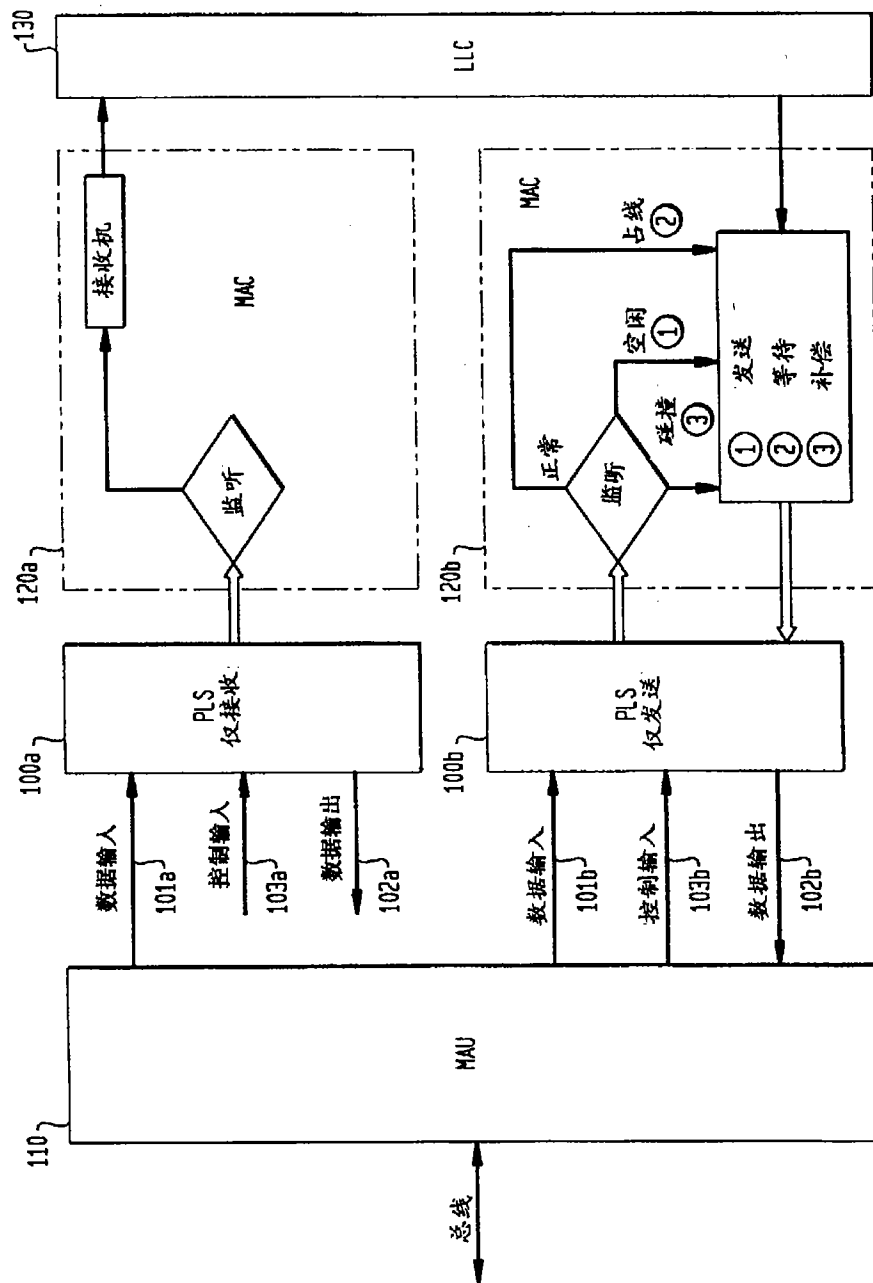 总线
110
MAU
数据输入
101a
控制输入
103a
数据输出
102a
数据输入
101b
控制输入
103b
数据输出
102b
100a
PLS
仅接收
100b
PLS
仅发送
120a
监听
接收机
MAC
120b
监听
正常
碰撞
③
空闲
①
占线
②
MAC
① 发送
② 等待
③ 补偿
130
LLC